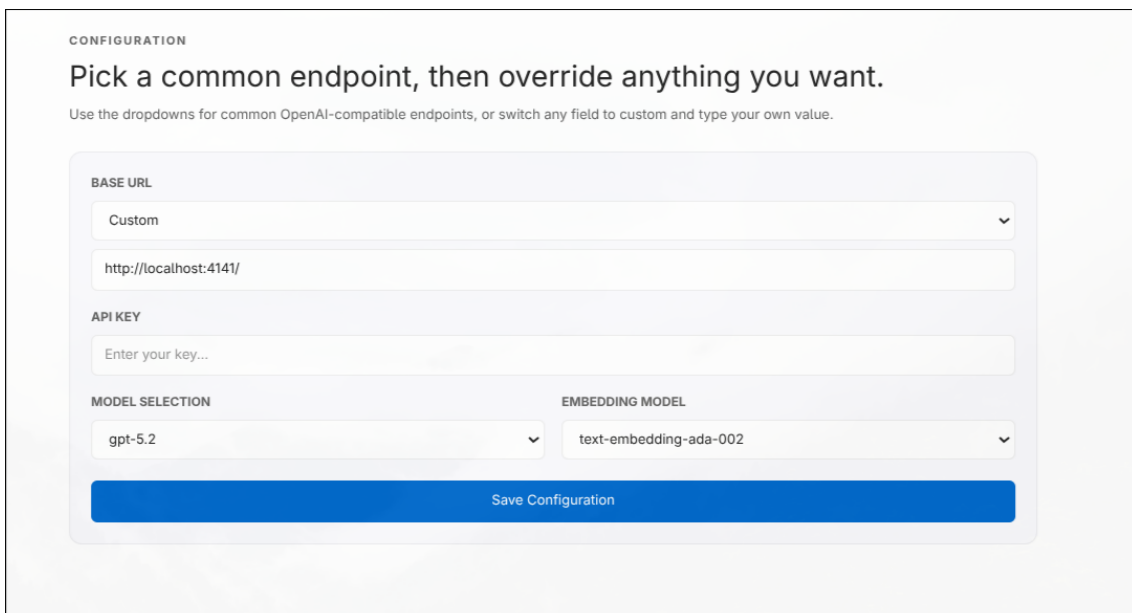 CONFIGURATION
Pick a common endpoint, then override anything you want.
Use the dropdowns for common OpenAI-compatible endpoints, or switch any field to custom and type your own value.
BASE URL
Custom
http://localhost:4141/
API KEY
Enter your key...
MODEL SELECTION
gpt-5.2
EMBEDDING MODEL
text-embedding-ada-002
Save Configuration